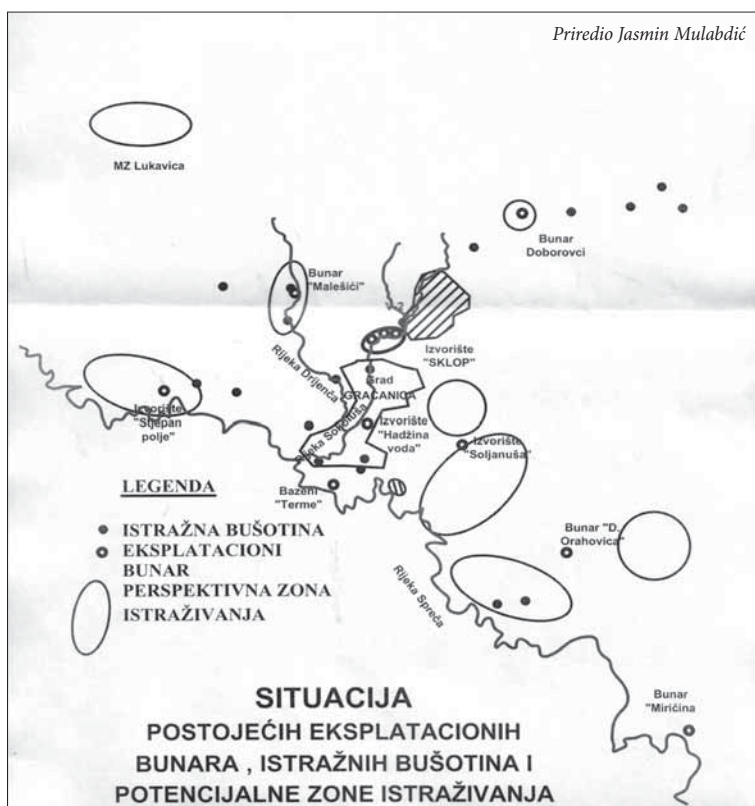 Priredio Jasmin Mulabdić
MZ Lukavica
Bunar
Doborovci
Bunar
"Malešići"
Izvorište
"SKLOP"
Rijeka Drijenča
Grad
GRAČANICA
Rijeka Sokoluša
Izvorište
"Hadžina
voda"
Izvorište
"Stjepan
polje"
Izvorište
"Soljanuša"
Bazeni
"Terme"
Bunar "D.
Orahovica"
Rijeka Spreča
Bunar
"Miričina
LEGENDA
ISTRAŽNA BUŠOTINA
EKSPLATACIONI
BUNAR
PERSPEKTIVNA ZONA
ISTRAŽIVANJA
SITUACIJA
POSTOJEĆIH EKSPLATACIONIH
BUNARA , ISTRAŽNIH BUŠOTINA I
POTENCIJALNE ZONE ISTRAŽIVANJA